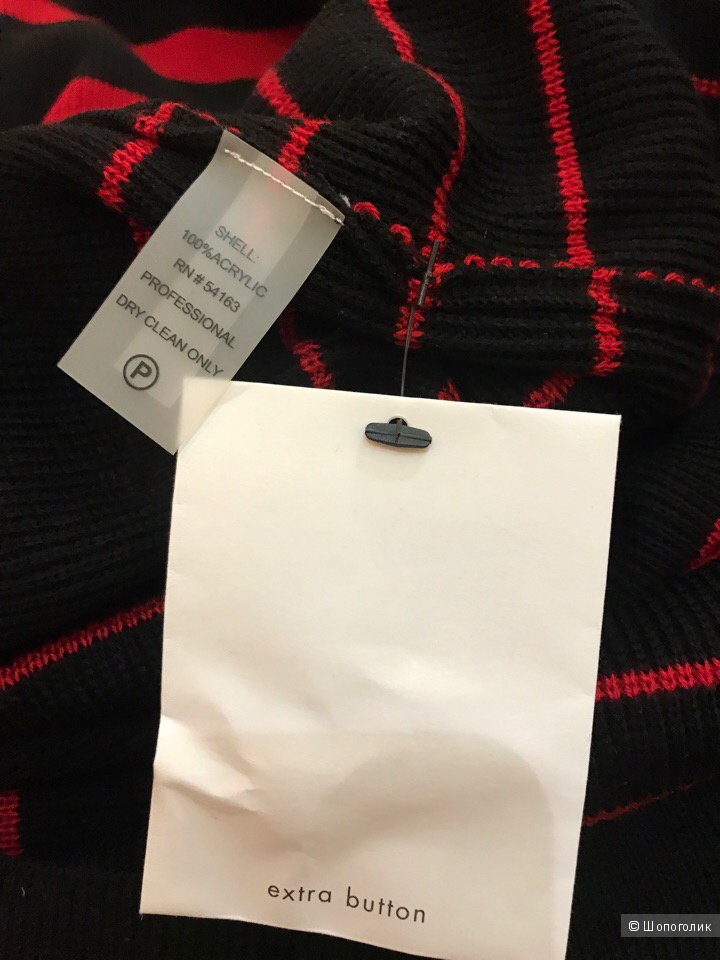 SHELL:
100%ACRYLIC
RN # 54163
PROFESSIONAL
DRY CLEAN ONLY
P
extra button
© Шопоголик